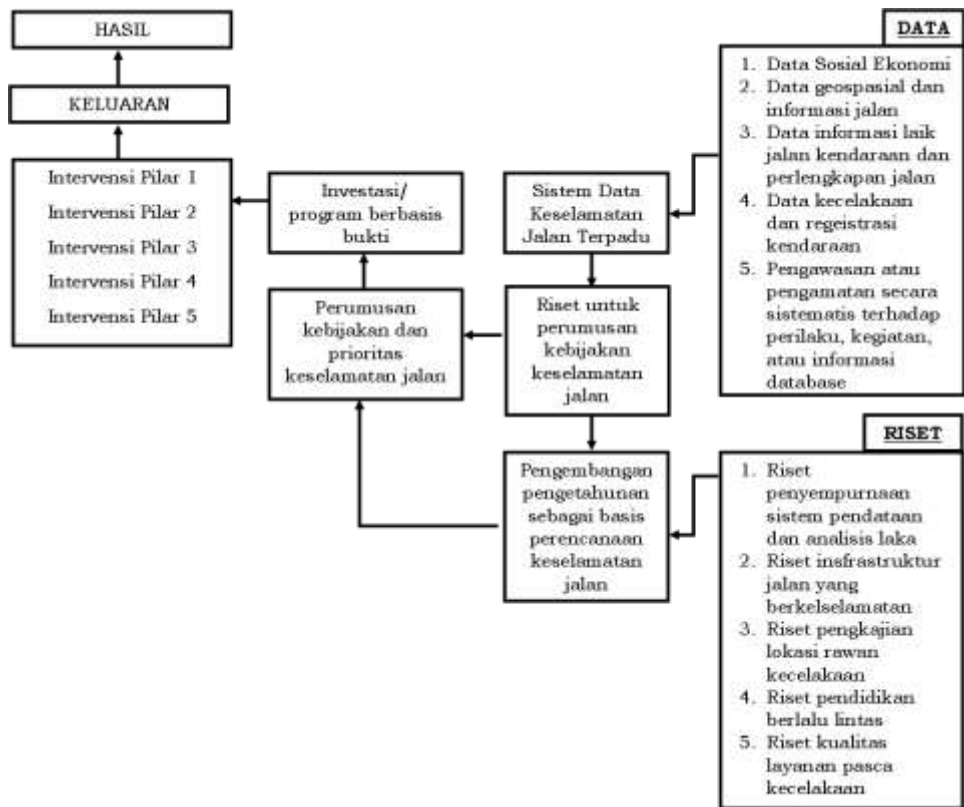 HASIL
KELUARAN
Intervensi Pilar 1
Intervensi Pilar 2
Intervensi Pilar 3
Intervensi Pilar 4
Intervensi Pilar 5
Investasi/
program berbasis
bukti
Perumusan
kebijakan dan
prioritas
keselamatan jalan
Sistem Data
Keselamatan
Jalan Terpadu
Riset untuk
perumusan
kebijakan
keselamatan
jalan
Pengembangan
pengetahunan
sebagai basis
perencanaan
keselamatan
jalan
DATA
1. Data Sosial Ekonomi
2. Data geospasial dan
informasi jalan
3. Data informasi laik
jalan kendaraan dan
perlengkapan jalan
4. Data kecelakaan
dan regeistrasi
kendaraan
5. Pengawasan atau
pengamatan secara
sistematis terhadap
perilaku, kegiatan,
atau informasi
database
RISET
1. Riset
penyempurnaan
sistem pendataan
dan analisis laka
2. Riset insfrastruktur
jalan yang
berkelselamatan
3. Riset pengkajian
lokasi rawan
kecelakaan
4. Riset pendidikan
berlalu lintas
5. Riset kualitas
layanan pasca
kecelakaan